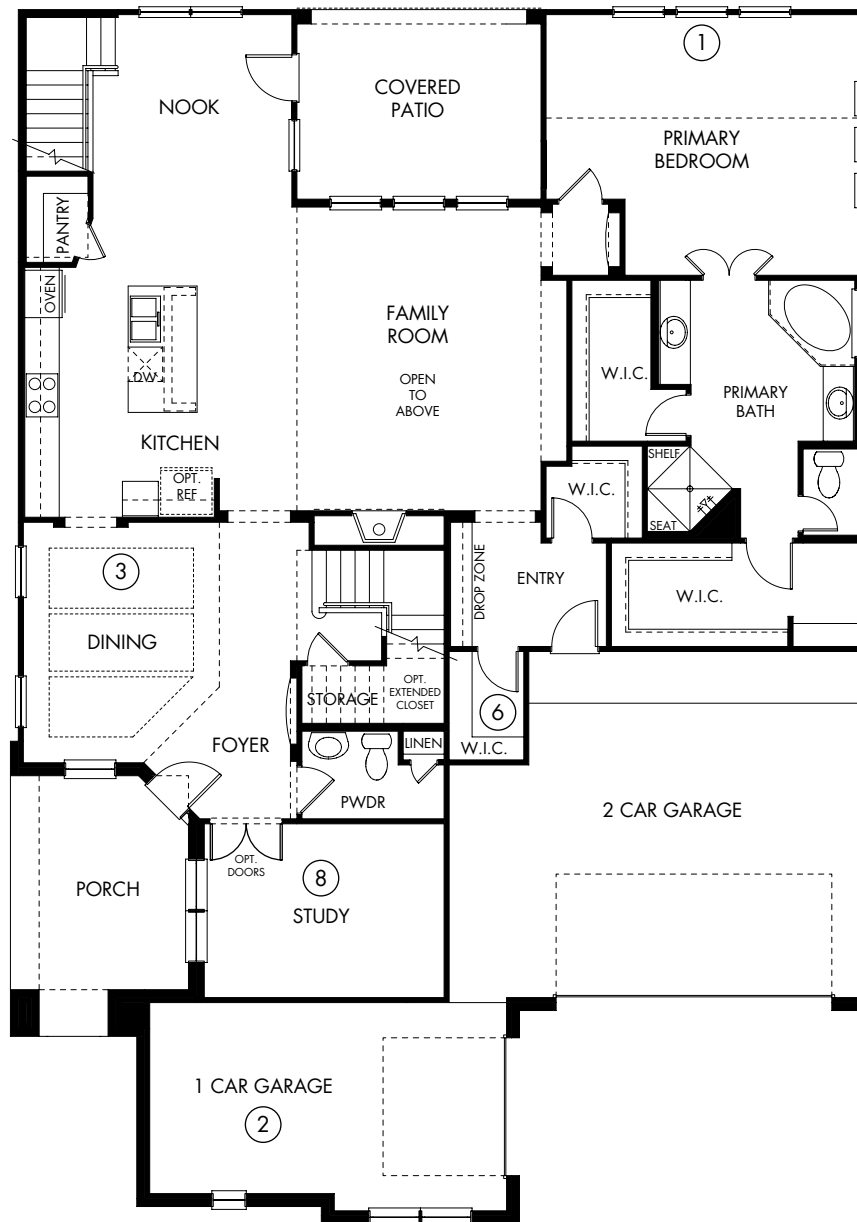 1
NOOK
COVERED
PATIO
PRIMARY
BEDROOM
PANTRY
OVEN
FAMILY
ROOM
OPEN
TO
ABOVE
DW
W.I.C.
PRIMARY
BATH
KITCHEN
OPT.
REF
SHELF
W.I.C.
SEAT
3
DROP ZONE
ENTRY
W.I.C.
DINING
STORAGE
OPT.
EXTENDED
CLOSET
6
W.I.C.
FOYER
LINEN
PWDR
2 CAR GARAGE
OPT.
DOORS
PORCH
8
STUDY
1 CAR GARAGE
2